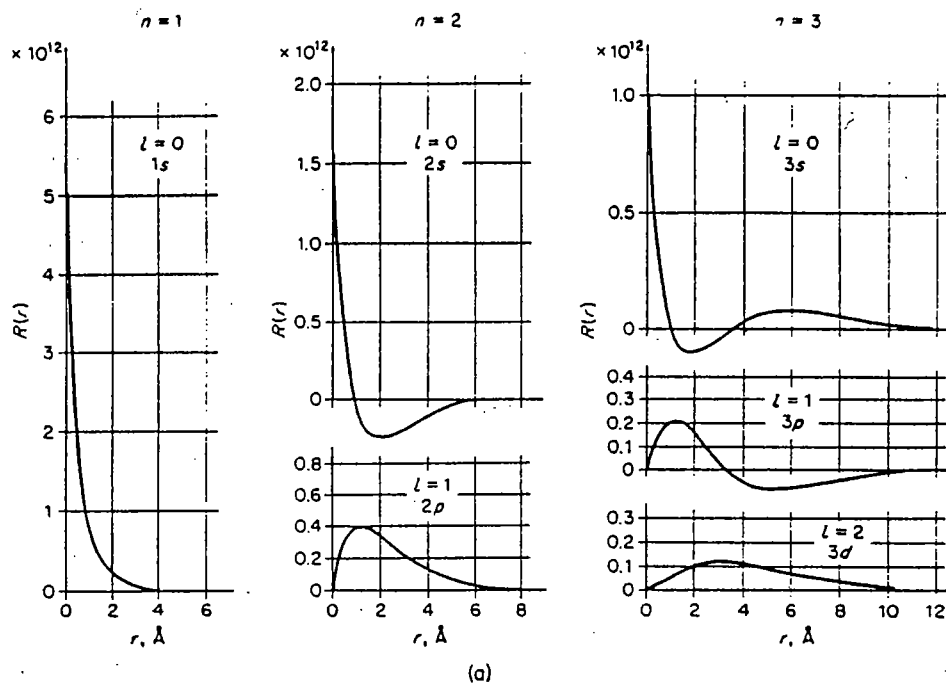 n = 1
× 10¹²
6
5
4
3
2
1
0
R(r)
l = 0
1s
0 2 4 6
r, Å
n = 2
× 10¹²
2.0
1.5
1.0
0.5
0
R(r)
l = 0
2s
0.8
0.6
0.4
0.2
0
l = 1
2p
0 2 4 6 8
r, Å
n = 3
× 10¹²
1.0
0.5
0
R(r)
l = 0
3s
0.4
0.3
0.2
0.1
0
l = 1
3p
0.3
0.2
0.1
0
l = 2
3d
0 2 4 6 8 10 12
r, Å
(a)